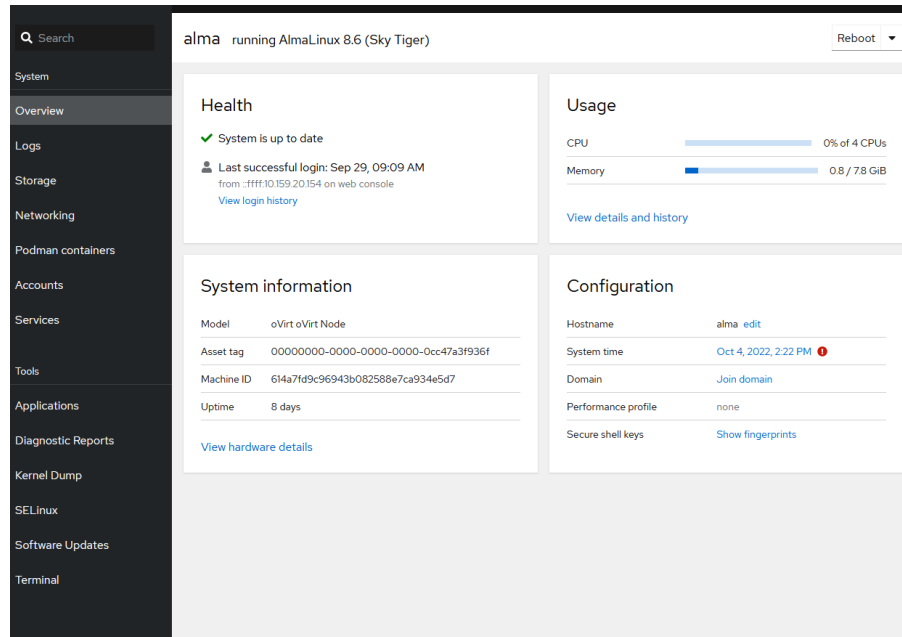 Search
System
Overview
Logs
Storage
Networking
Podman containers
Accounts
Services
Tools
Applications
Diagnostic Reports
Kernel Dump
SELinux
Software Updates
Terminal
alma running AlmaLinux 8.6 (Sky Tiger)
Reboot
Health
System is up to date
Last successful login: Sep 29, 09:09 AM
from ::ffff:10.159.20.154 on web console
View login history
Usage
CPU 0% of 4 CPUs
Memory 0.8 / 7.8 GiB
View details and history
System information
Model oVirt oVirt Node
Asset tag 00000000-0000-0000-0000-0cc47a3f936f
Machine ID 614a7fd9c96943b082588e7ca934e5d7
Uptime 8 days
View hardware details
Configuration
Hostname alma edit
System time Oct 4, 2022, 2:22 PM
Domain Join domain
Performance profile none
Secure shell keys Show fingerprints